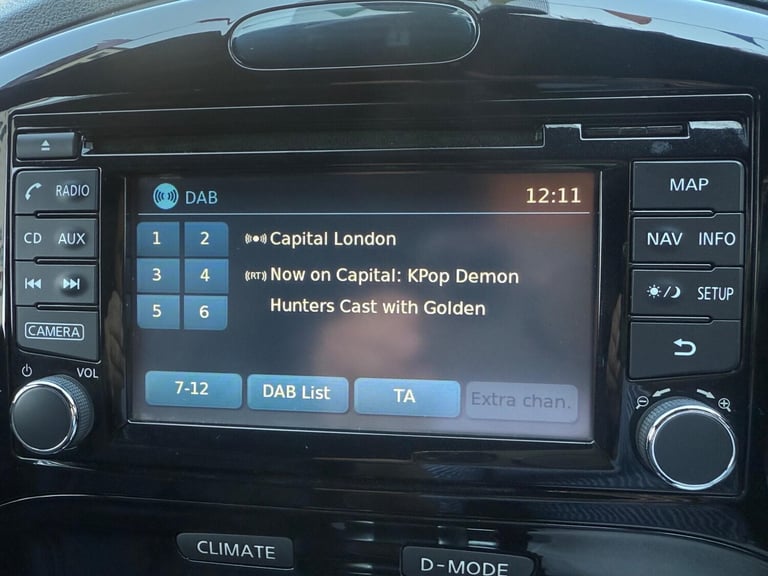 DAB 12:11
1 2 Capital London
3 4 (RT) Now on Capital: KPop Demon
5 6 Hunters Cast with Golden
7-12 DAB List TA Extra chan.
RADIO
CD AUX
CAMERA
VOL
MAP
NAV INFO
SETUP
CLIMATE
D-MODE